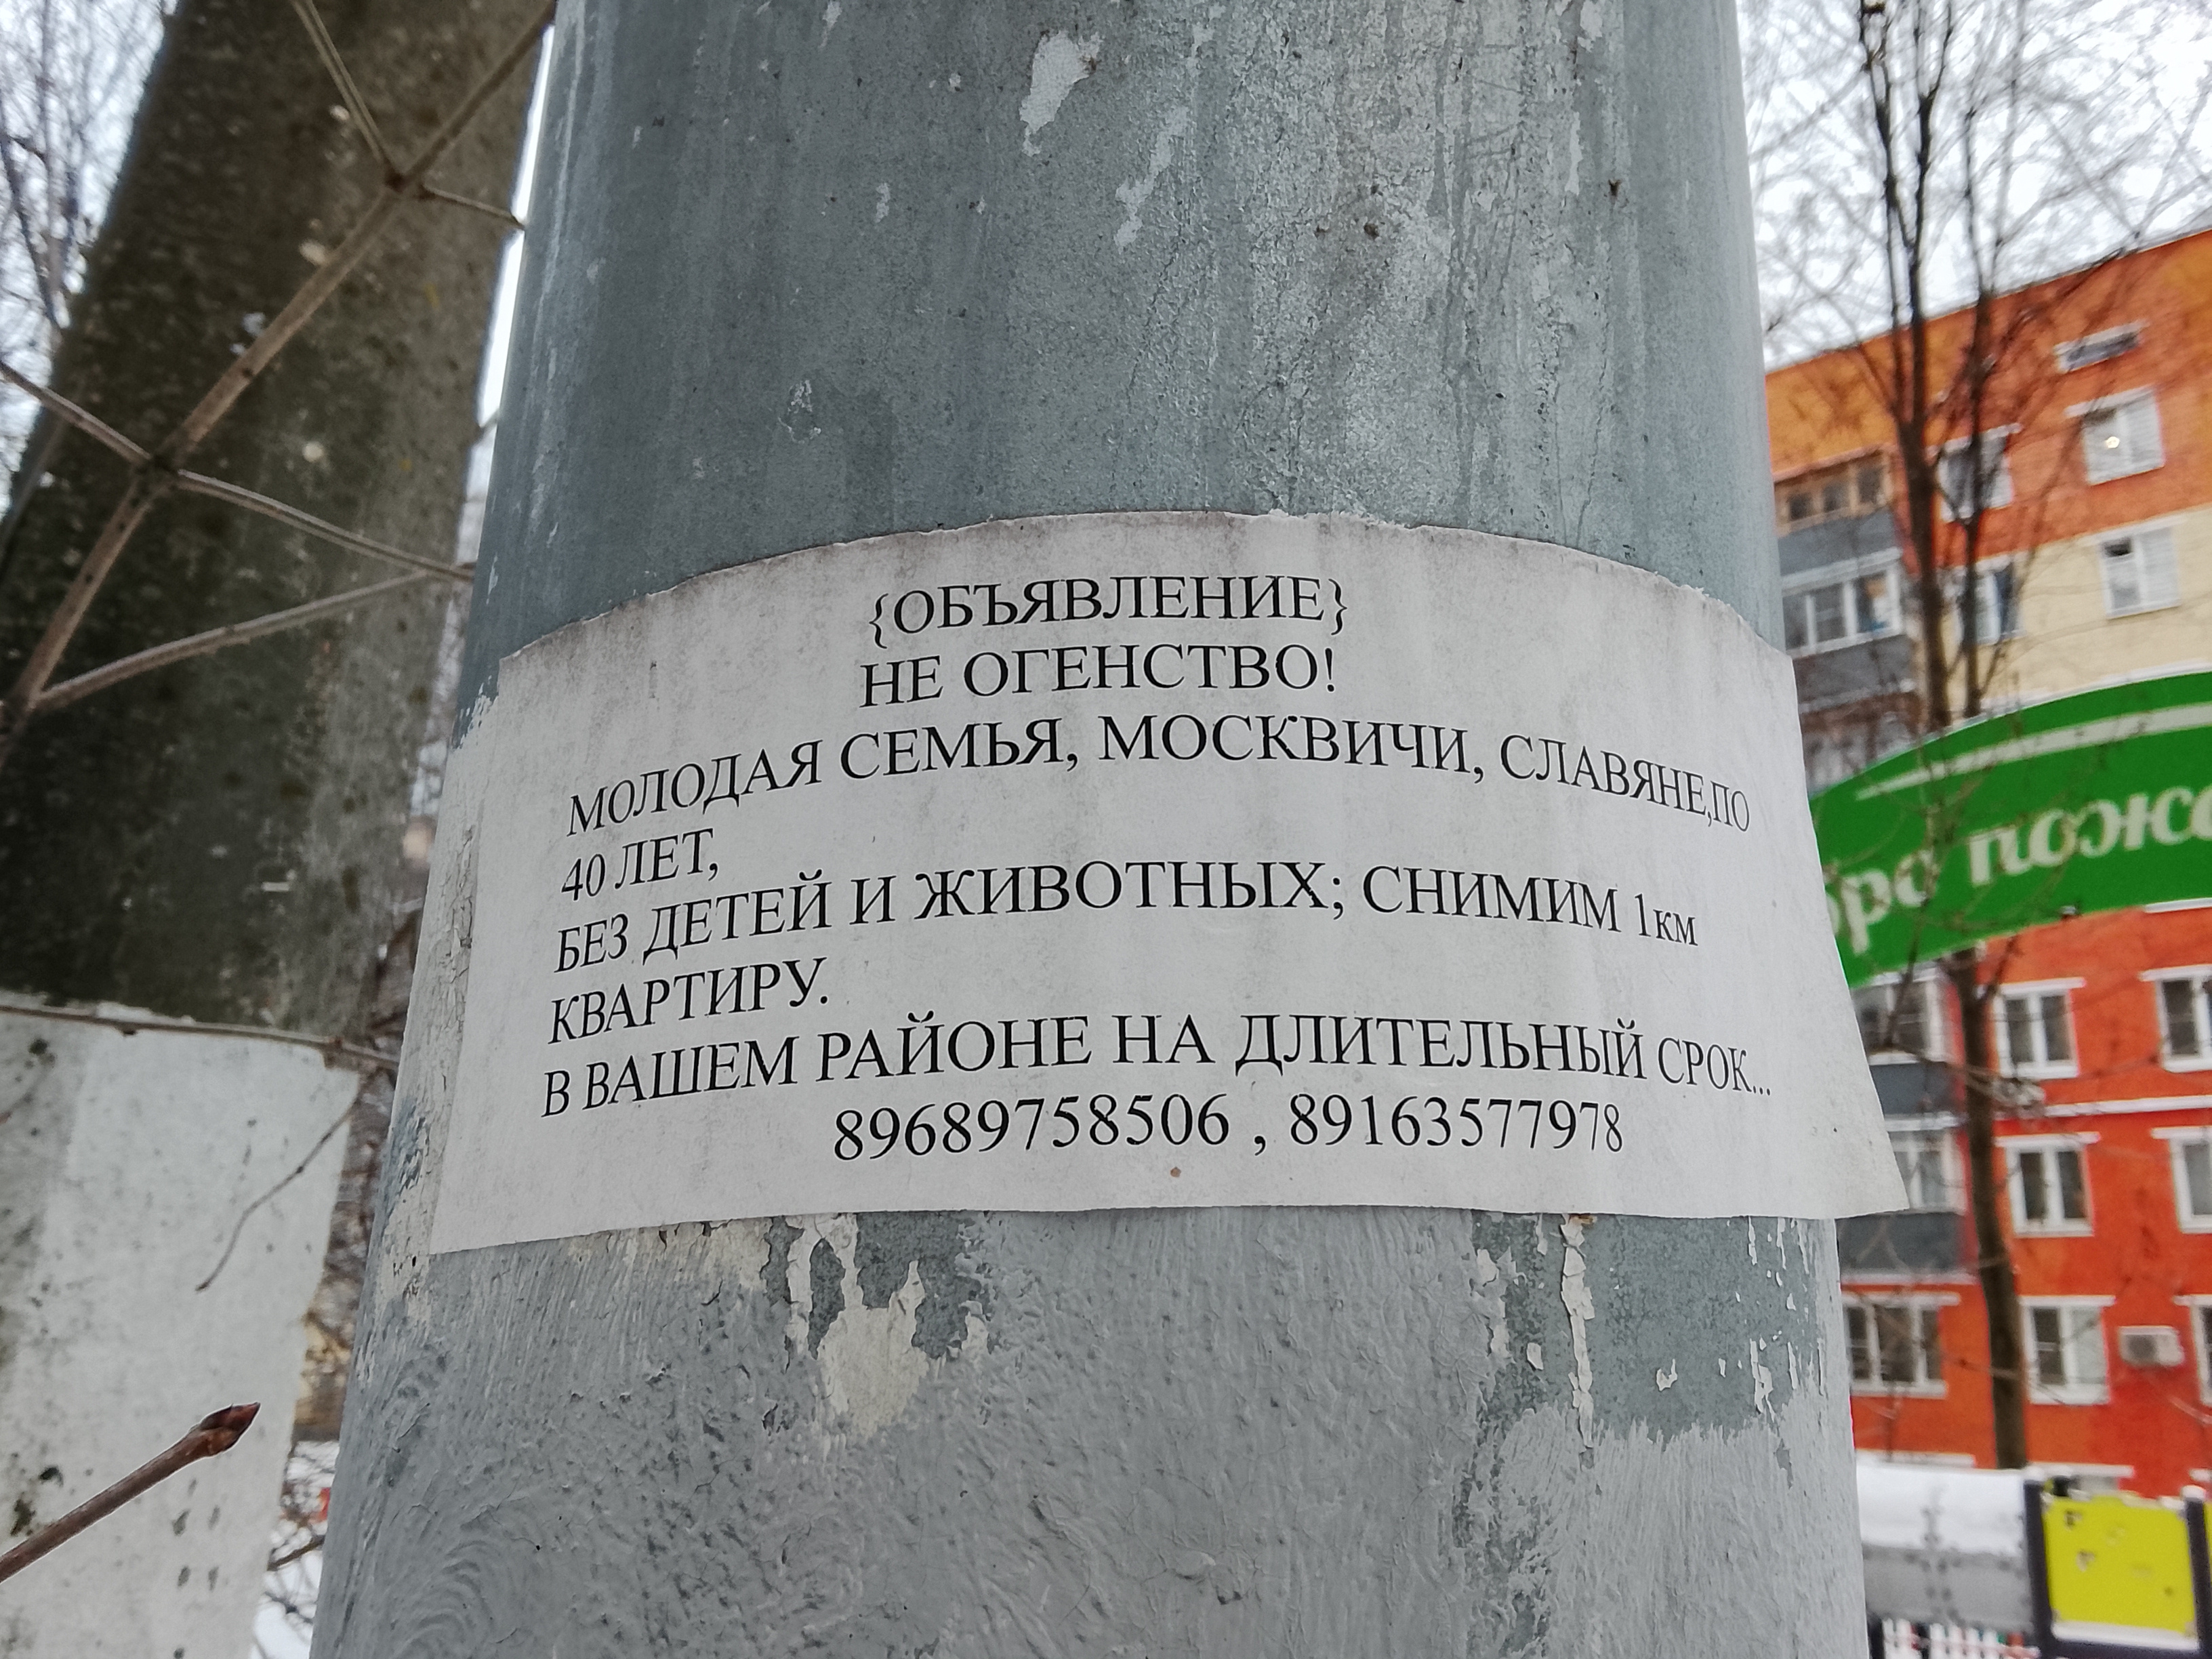 {ОБЪЯВЛЕНИЕ}
НЕ ОГЕНСТВО!
МОЛОДАЯ СЕМЬЯ, МОСКВИЧИ, СЛАВЯНЕ,ПО
40 ЛЕТ,
БЕЗ ДЕТЕЙ И ЖИВОТНЫХ; СНИМИМ 1км
КВАРТИРУ.
В ВАШЕМ РАЙОНЕ НА ДЛИТЕЛЬНЫЙ СРОК...
89689758506 , 89163577978